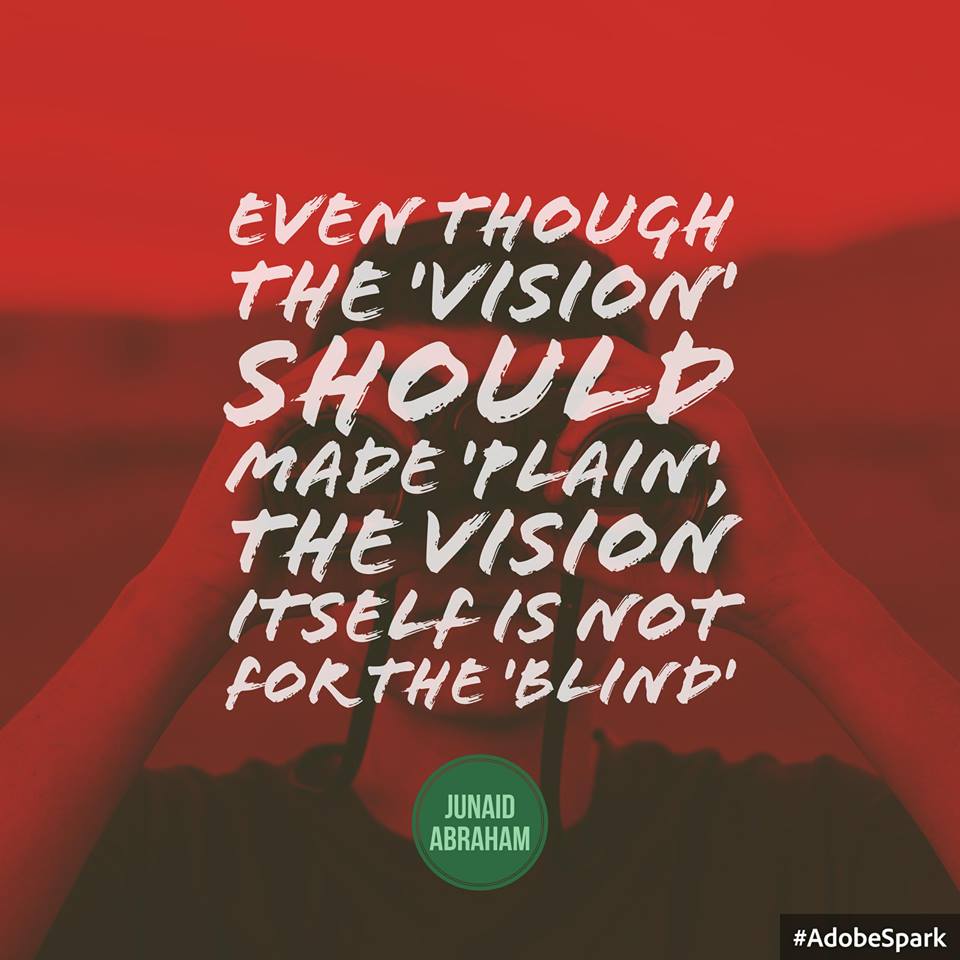 EVEN THOUGH
THE 'VISION'
SHOULD
MADE 'PLAIN',
THE VISION
ITSELF IS NOT
FOR THE 'BLIND'
JUNAID
ABRAHAM
#AdobeSpark